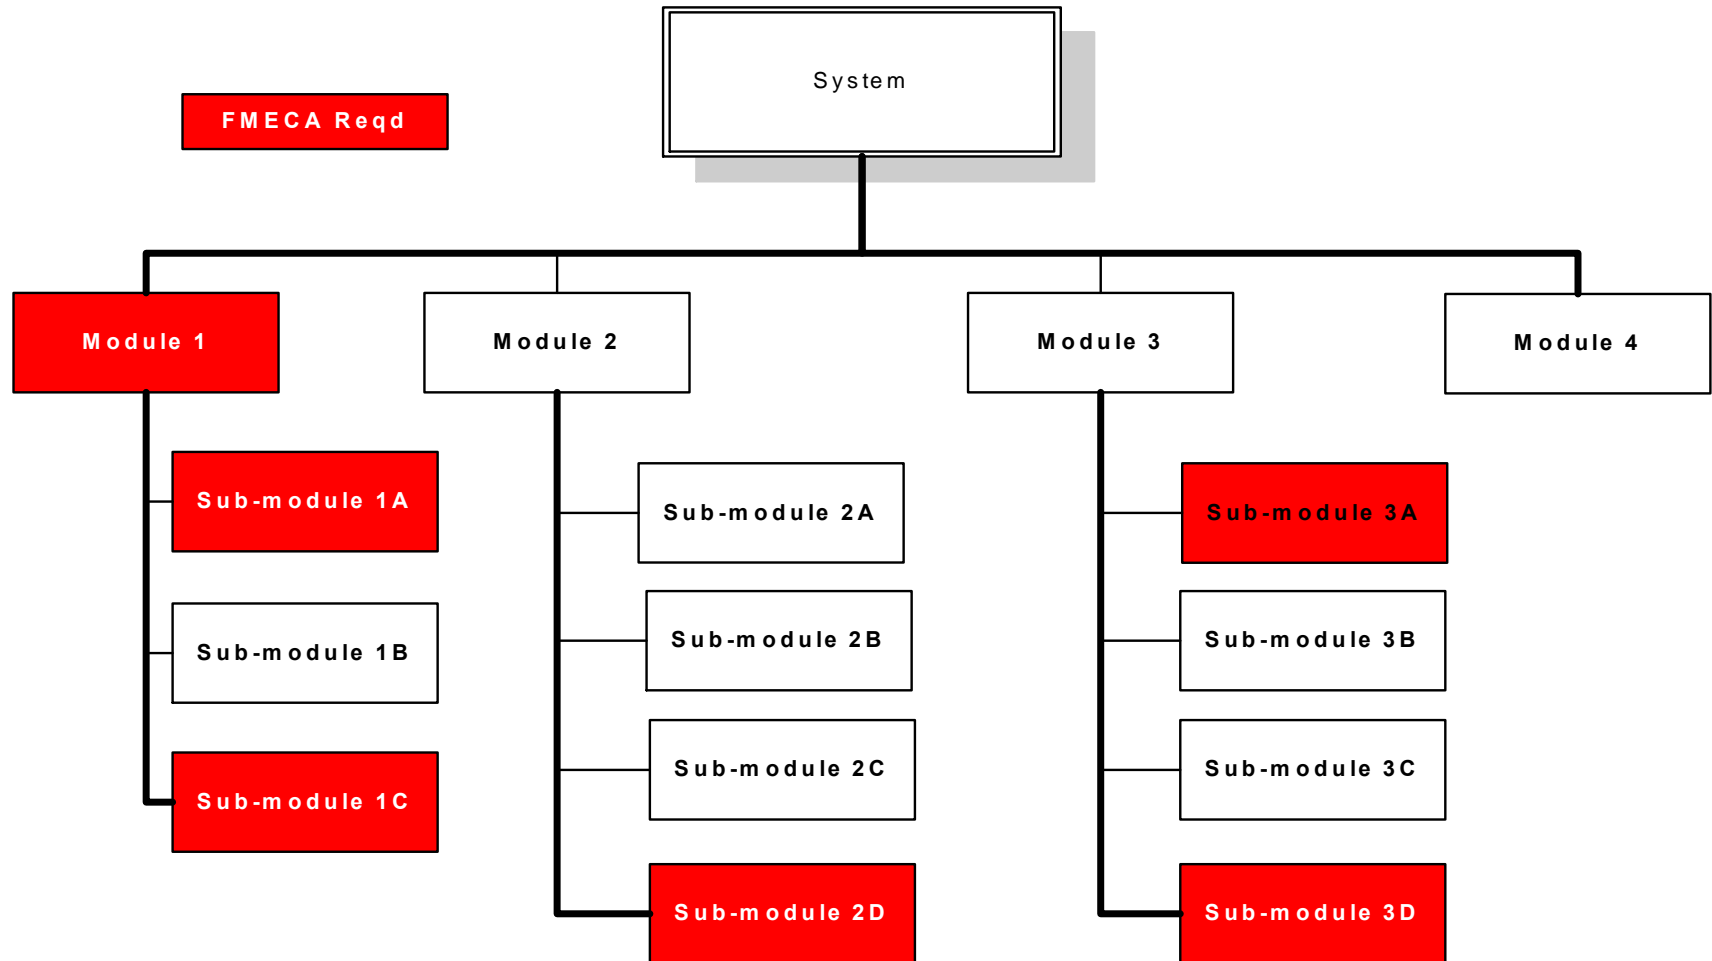 System
FMECA Reqd
Module 1
Module 2
Module 3
Module 4
Sub-module 1A
Sub-module 2A
Sub-module 3A
Sub-module 1B
Sub-module 2B
Sub-module 3B
Sub-module 1C
Sub-module 2C
Sub-module 3C
Sub-module 2D
Sub-module 3D